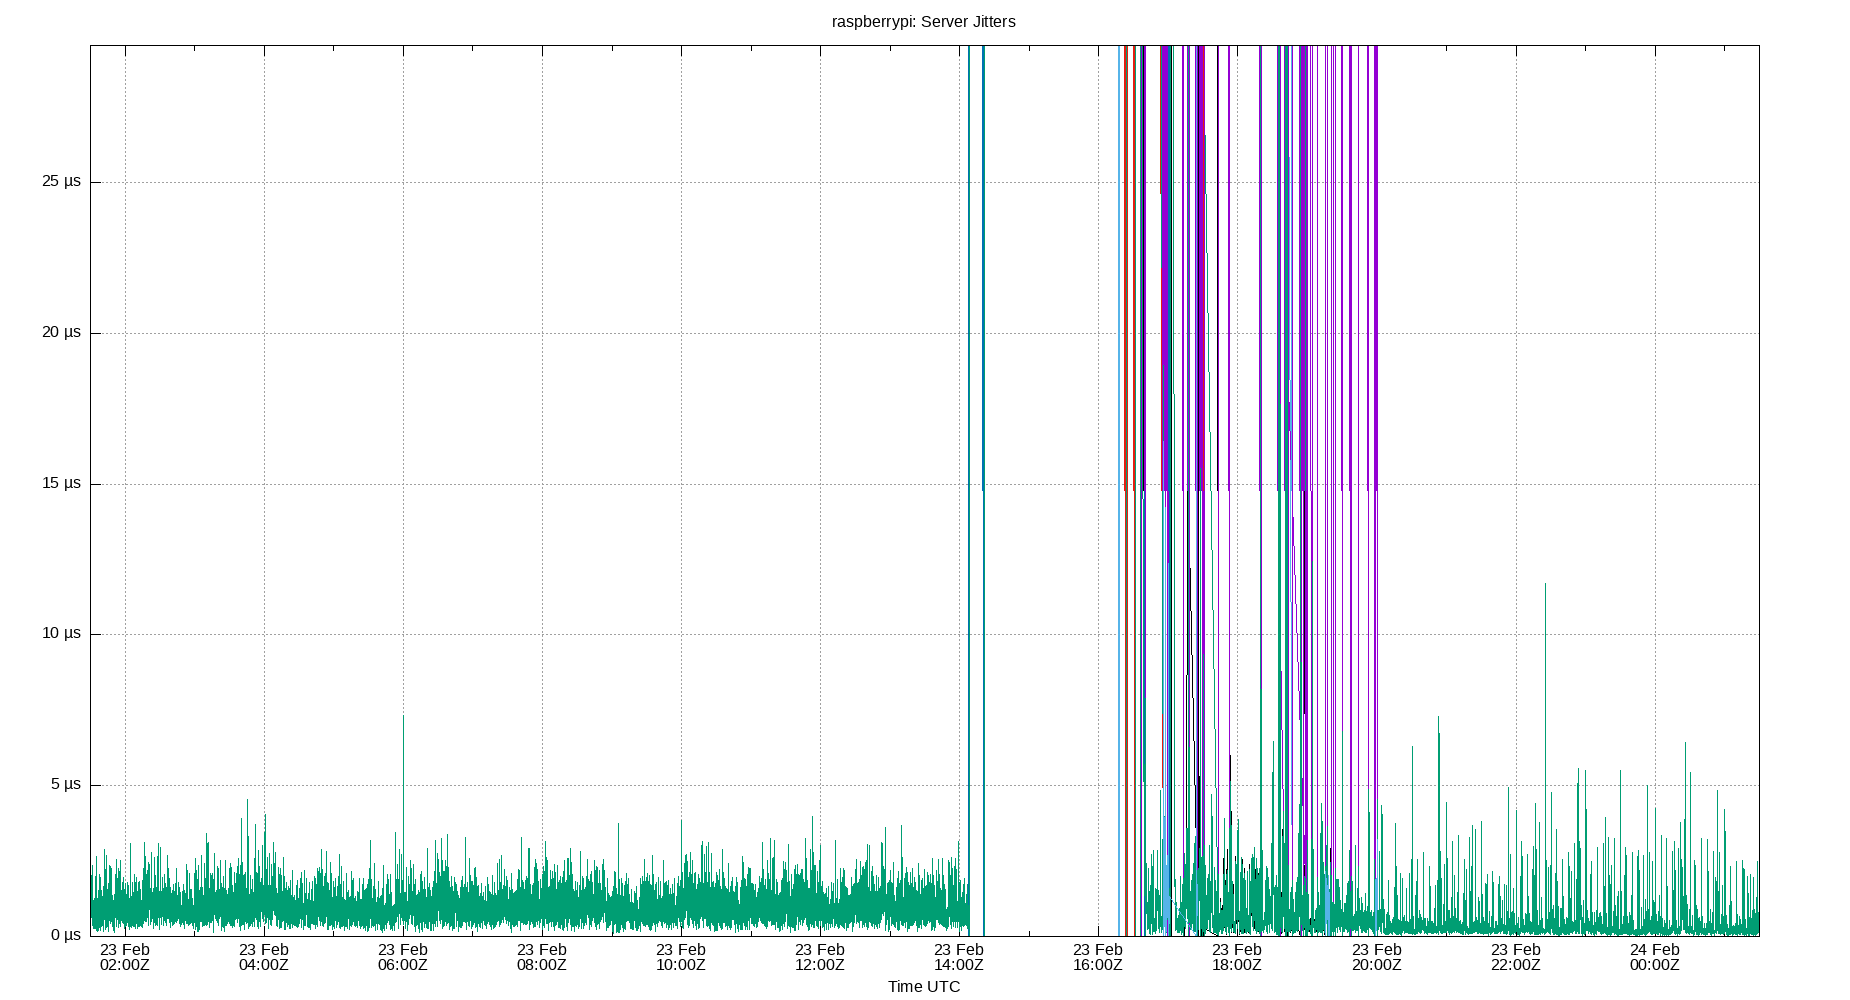 raspberrypi: Server Jitters
25 µs
20 µs
15 µs
10 µs
5 µs
0 µs
23 Feb 23 Feb 23 Feb 23 Feb 23 Feb 23 Feb 23 Feb 23 Feb 23 Feb 23 Feb 23 Feb 24 Feb
02:00Z 04:00Z 06:00Z 08:00Z 10:00Z 12:00Z 14:00Z 16:00Z 18:00Z 20:00Z 22:00Z 00:00Z
Time UTC